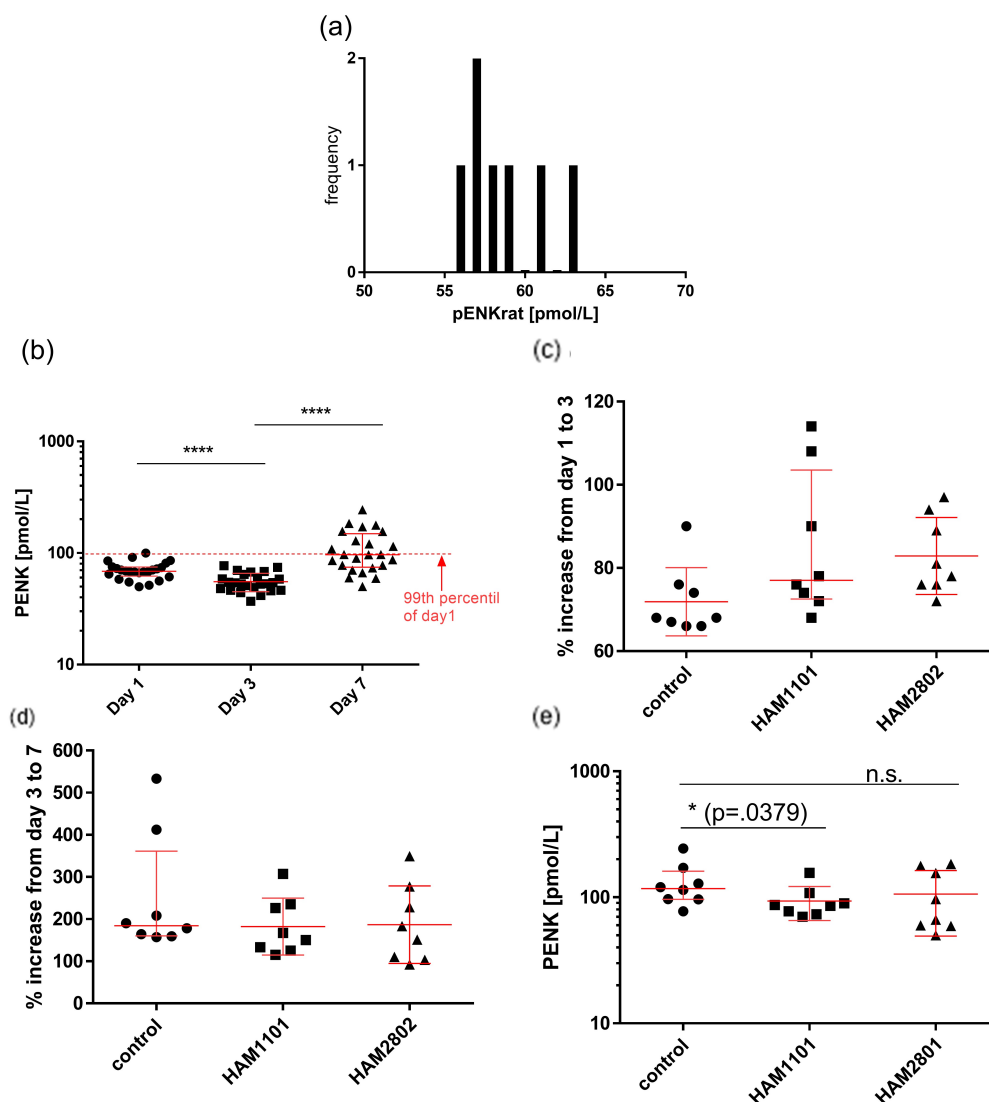 (a)
2
1
0
frequency
50
55
60
65
70
pENKrat [pmol/L]
(b)
****
****
1000
100
10
PENK [pmol/L]
99th percentil
of day1
Day 1
Day 3
Day 7
(c)
% increase from day 1 to 3
120
100
80
60
control
HAM1101
HAM2802
(d)
% increase from day 3 to 7
600
500
400
300
200
100
0
control
HAM1101
HAM2802
(e)
n.s.
* (p=.0379)
PENK [pmol/L]
1000
100
10
control
HAM1101
HAM2801